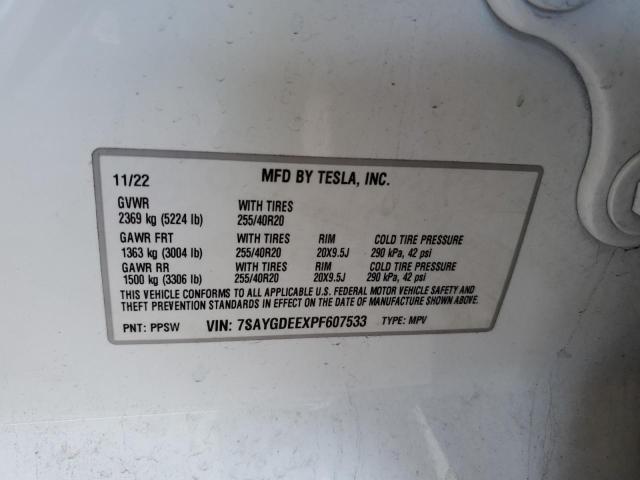 11/22 MFD BY TESLA, INC.
GVWR WITH TIRES
2369 kg (5224 lb) 255/40R20
GAWR FRT WITH TIRES RIM COLD TIRE PRESSURE
1363 kg (3004 lb) 255/40R20 20X9.5J 290 kPa, 42 psi
GAWR RR WITH TIRES RIM COLD TIRE PRESSURE
1500 kg (3306 lb) 255/40R20 20X9.5J 290 kPa, 42 psi
THIS VEHICLE CONFORMS TO ALL APPLICABLE U.S. FEDERAL MOTOR VEHICLE SAFETY AND
THEFT PREVENTION STANDARDS IN EFFECT ON THE DATE OF MANUFACTURE SHOWN ABOVE.
PNT: PPSW VIN: 7SAYGDEEXPF607533 TYPE: MPV